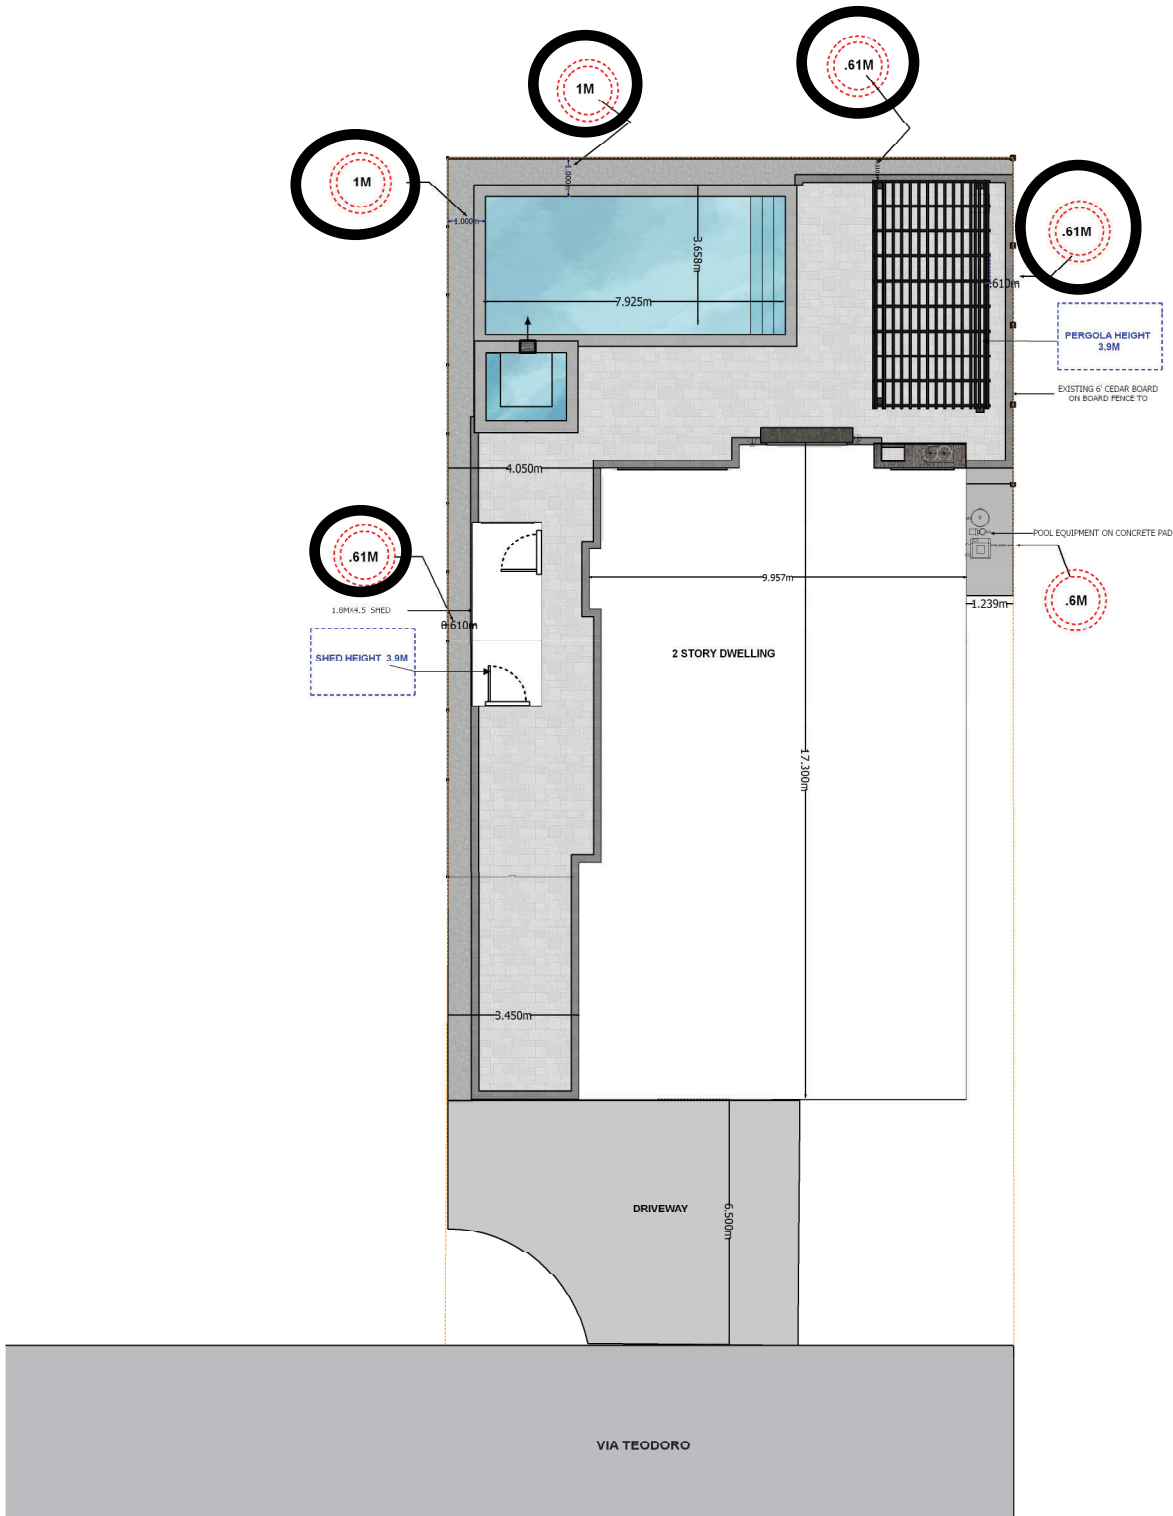 .61M
1M
1M
1.000m
1.000m
.61M
3.658m
.610m
7.925m
PERGOLA HEIGHT
3.9M
EXISTING 6' CEDAR BOARD
ON BOARD FENCE TO
4.050m
POOL EQUIPMENT ON CONCRETE PAD
.61M
9.957m
.6M
1.239m
1.8MX4.5 SHED
0.610m
2 STORY DWELLING
SHED HEIGHT 3.9M
17.300m
3.450m
DRIVEWAY
6.500m
VIA TEODORO